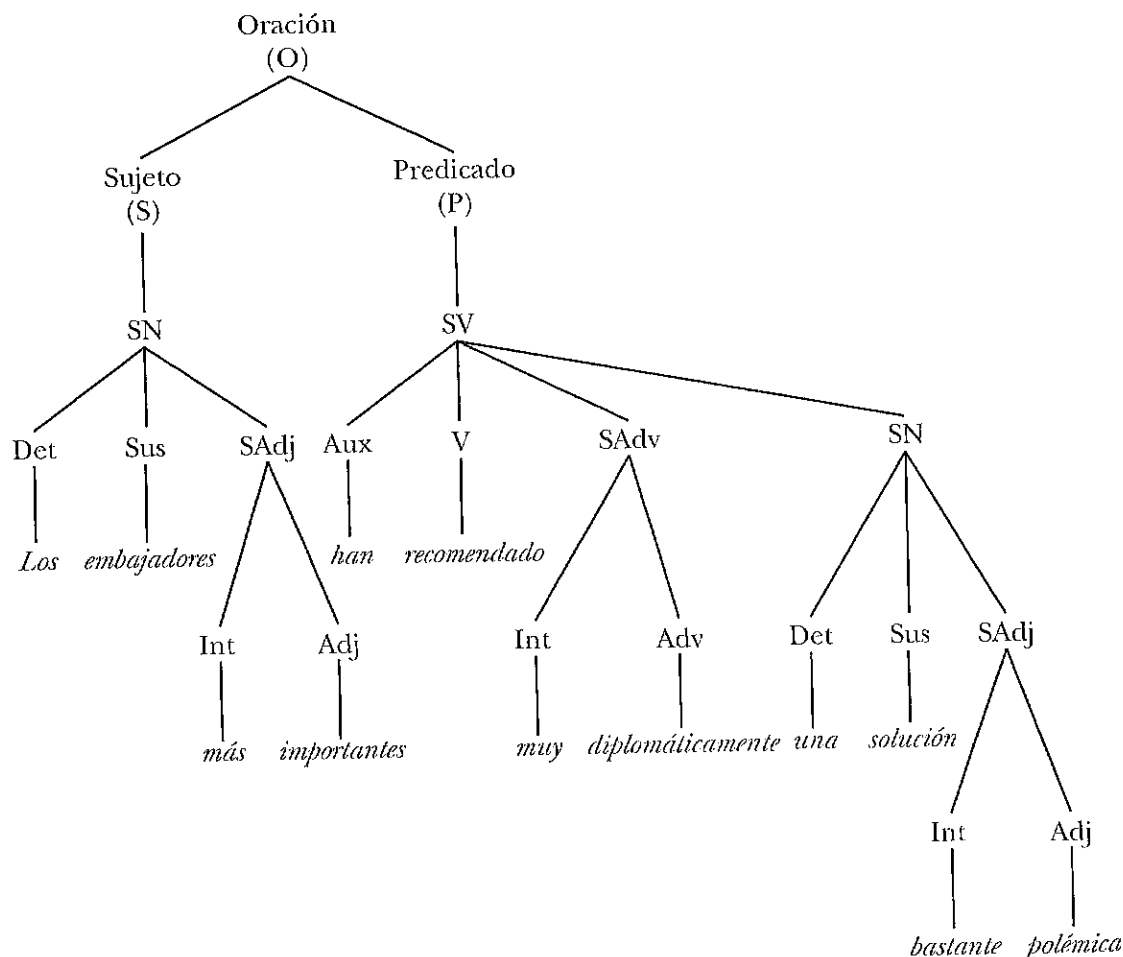 Oración
(O)
Sujeto
(S)
Predicado
(P)
SN
SV
Det
Sus
SAdj
Aux
V
SAdv
SN
Los
embajadores
han
recomendado
Int
Adj
Int
Adv
Det
Sus
SAdj
más
importantes
muy
diplomáticamente
una
solución
Int
Adj
bastante
polémica